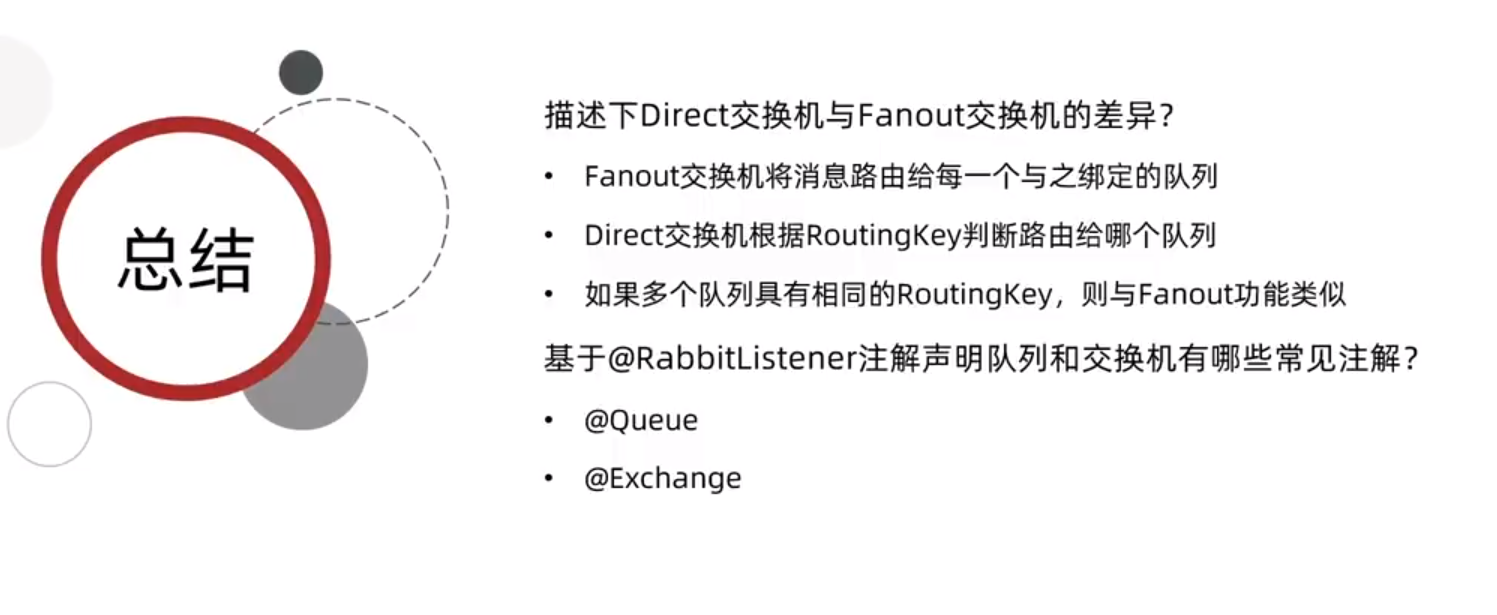 总结
描述下Direct交换机与Fanout交换机的差异？
• Fanout交换机将消息路由给每一个与之绑定的队列
• Direct交换机根据RoutingKey判断路由给哪个队列
• 如果多个队列具有相同的RoutingKey，则与Fanout功能类似
基于@RabbitListener注解声明队列和交换机有哪些常见注解？
• @Queue
• @Exchange